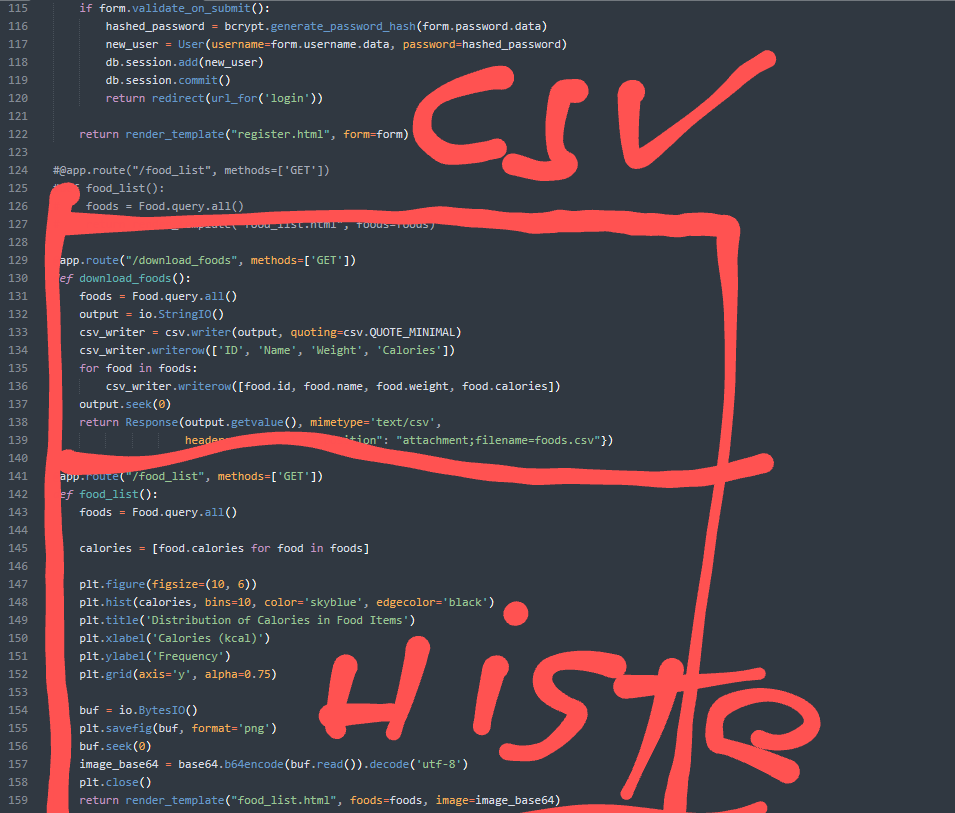 115 if form.validate_on_submit():
116 hashed_password = bcrypt.generate_password_hash(form.password.data)
117 new_user = User(username=form.username.data, password=hashed_password)
118 db.session.add(new_user)
119 db.session.commit()
120 return redirect(url_for('login'))
121
122 return render_template("register.html", form=form)
CSV
123
124 #@app.route("/food_list", methods=['GET'])
125 food_list():
126 foods = Food.query.all()
127 "food_list.html", foods=foods)
128
129 app.route("/download_foods", methods=['GET'])
130 ef download_foods():
131 foods = Food.query.all()
132 output = io.StringIO()
133 csv_writer = csv.writer(output, quoting=csv.QUOTE_MINIMAL)
134 csv_writer.writerow(['ID', 'Name', 'Weight', 'Calories'])
135 for food in foods:
136 csv_writer.writerow([food.id, food.name, food.weight, food.calories])
137 output.seek(0)
138 return Response(output.getvalue(), mimetype='text/csv',
139 heade ition": "attachment;filename=foods.csv"})
140
141 app.route("/food_list", methods=['GET'])
142 ef food_list():
143 foods = Food.query.all()
144
145 calories = [food.calories for food in foods]
146
147 plt.figure(figsize=(10, 6))
148 plt.hist(calories, bins=10, color='skyblue', edgecolor='black')
149 plt.title('Distribution of Calories in Food Items')
150 plt.xlabel('Calories (kcal)')
151 plt.ylabel('Frequency')
152 plt.grid(axis='y', alpha=0.75)
153
HiST
154 buf = io.BytesIO()
155 plt.savefig(buf, format='png')
156 buf.seek(0)
157 image_base64 = base64.b64encode(buf.read()).decode('utf-8')
158 plt.close()
159 return render_template("food_list.html", foods=foods, image=image_base64)